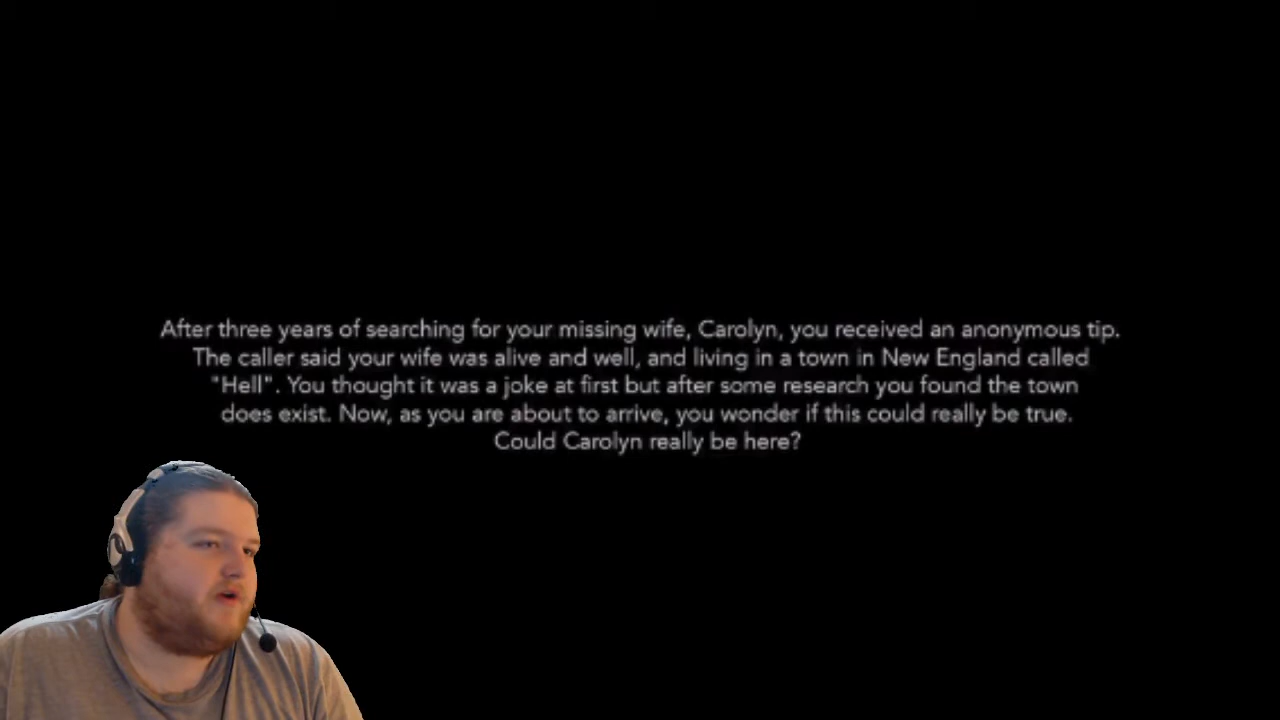 After three years of searching for your missing wife, Carolyn, you received an anonymous tip.
The caller said your wife was alive and well, and living in a town in New England called
"Hell". You thought it was a joke at first but after some research you found the town
does exist. Now, as you are about to arrive, you wonder if this could really be true.
Could Carolyn really be here?